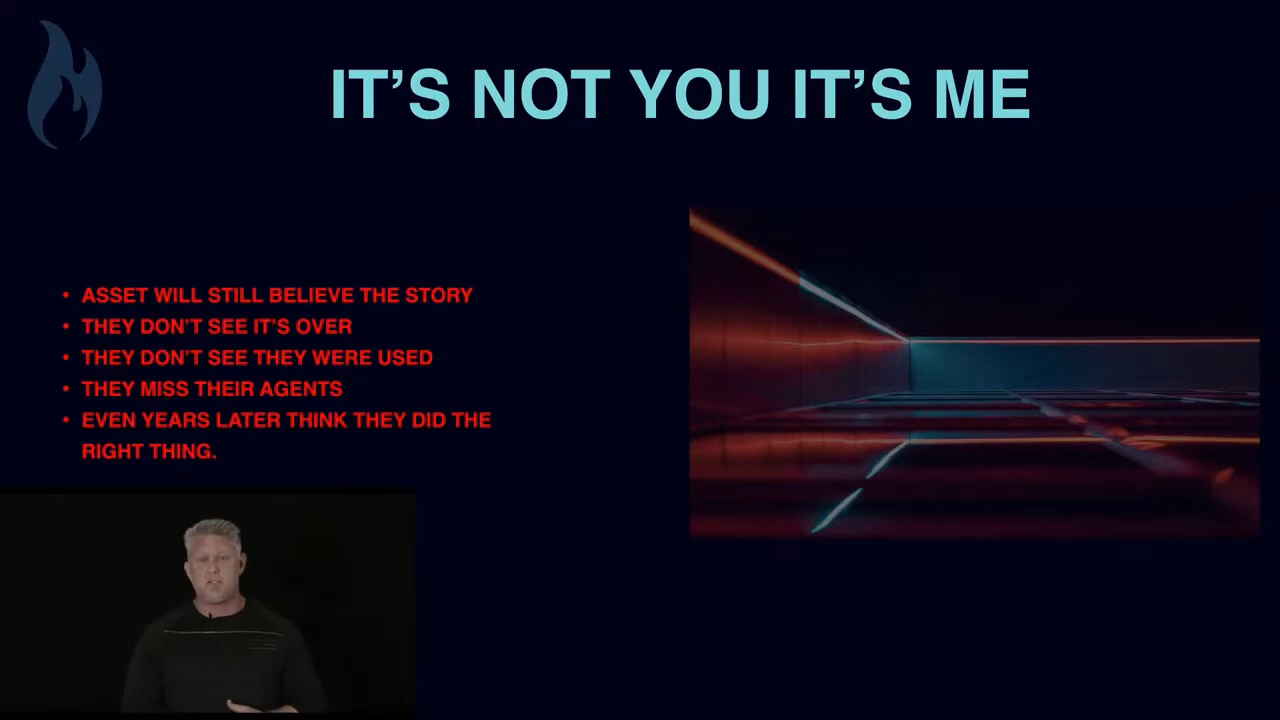 IT’S NOT YOU IT’S ME
• ASSET WILL STILL BELIEVE THE STORY
• THEY DON’T SEE IT’S OVER
• THEY DON’T SEE THEY WERE USED
• THEY MISS THEIR AGENTS
• EVEN YEARS LATER THINK THEY DID THE
RIGHT THING.